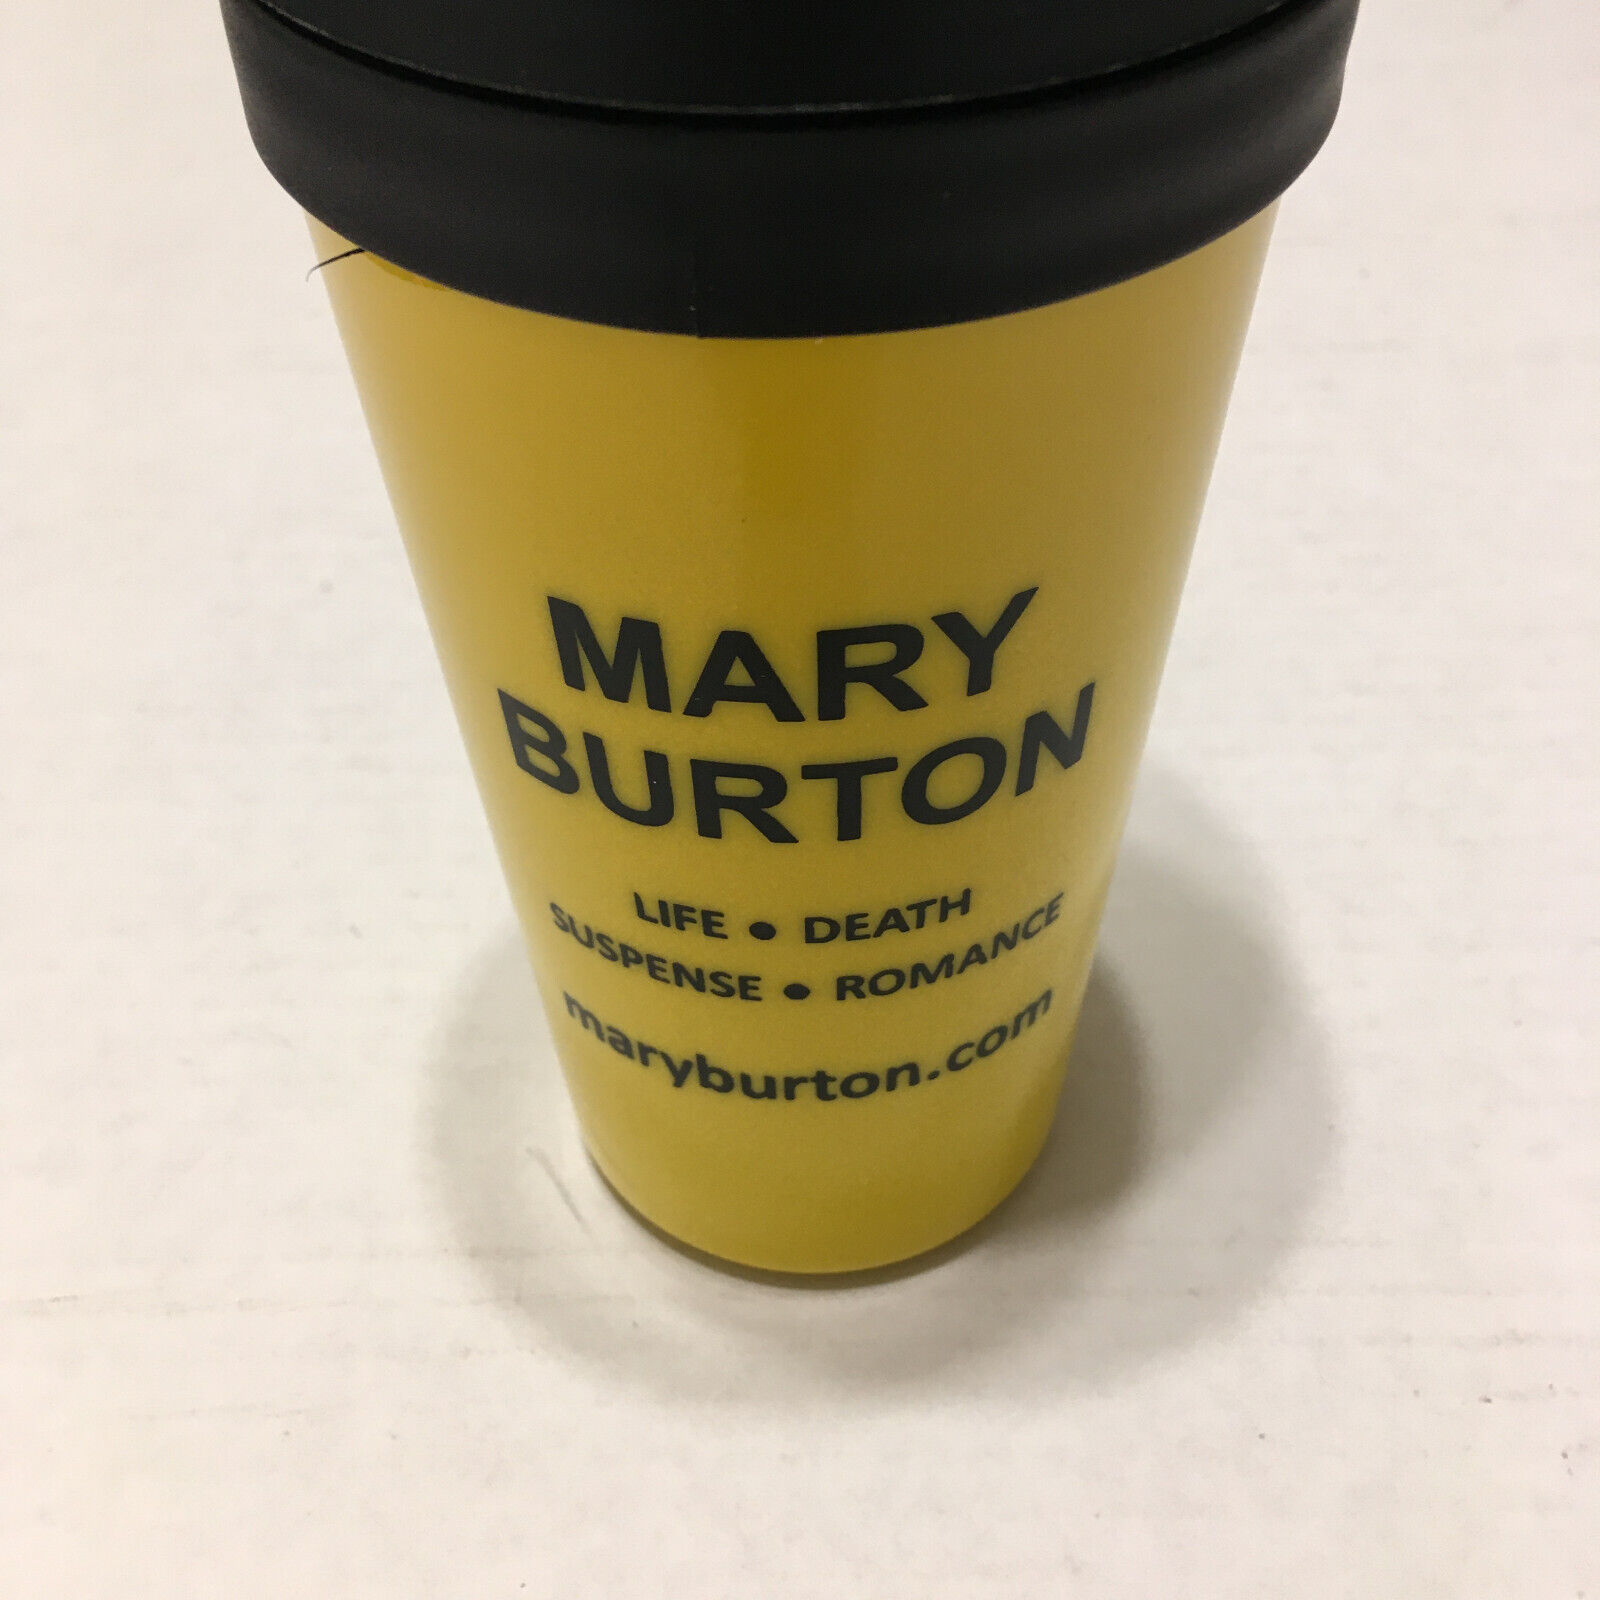 MARY
BURTON
LIFE • DEATH
SUSPENSE • ROMANCE
maryburton.com